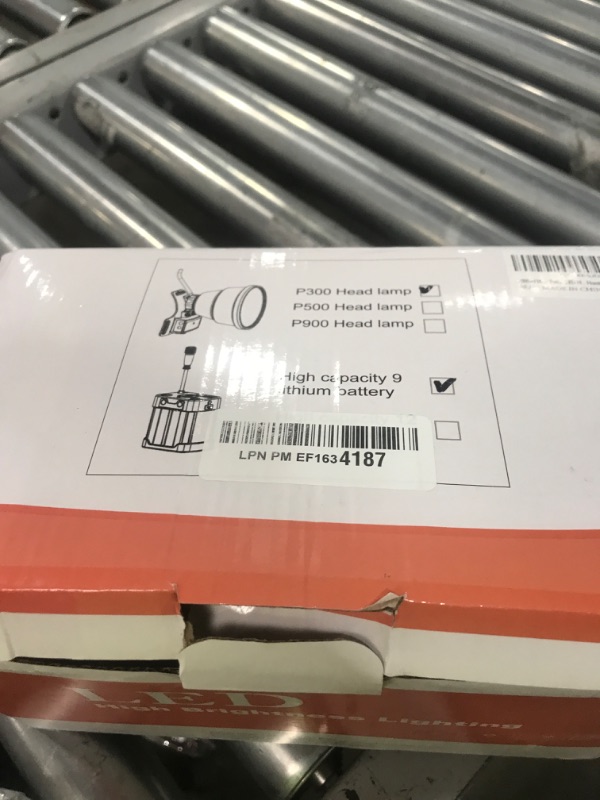 P300 Head lamp
P500 Head lamp
P900 Head lamp
High capacity 9
ithium battery
LPN PM EF1634187
LED
High Brightness Lighting